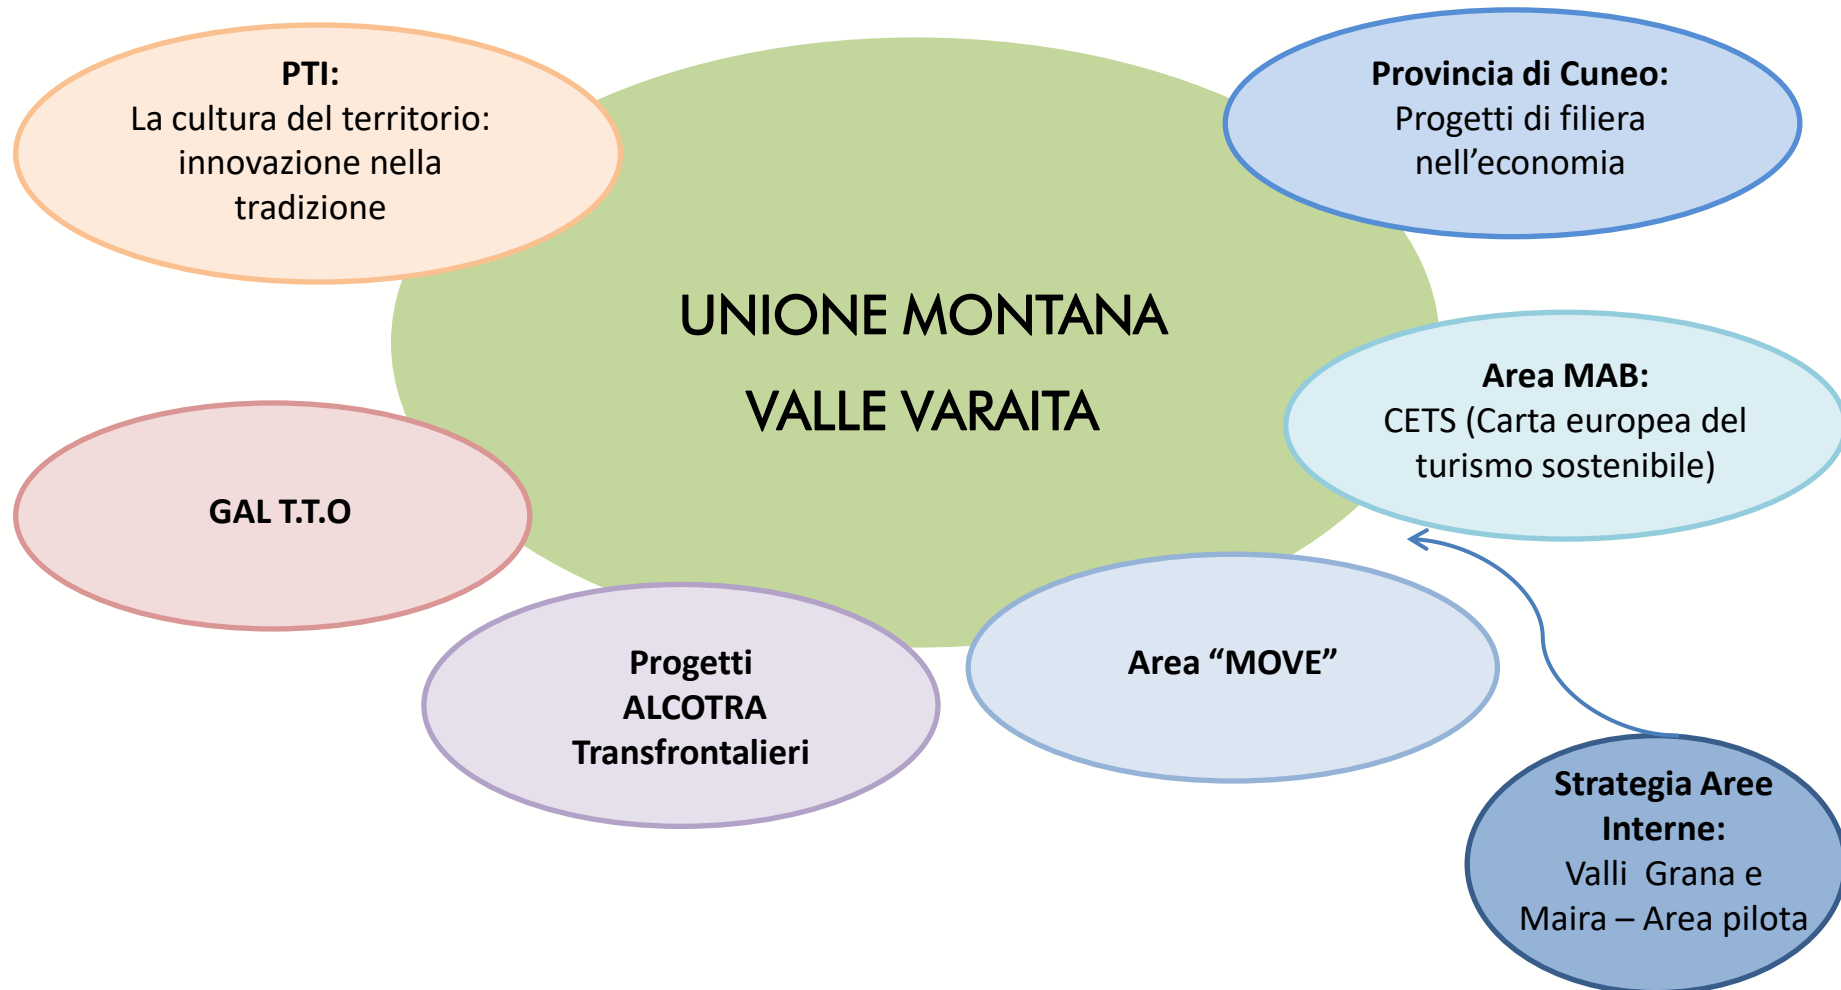 PTI:
La cultura del territorio:
innovazione nella
tradizione
Provincia di Cuneo:
Progetti di filiera
nell’economia
UNIONE MONTANA
VALLE VARAITA
Area MAB:
CETS (Carta europea del
turismo sostenibile)
GAL T.T.O
Progetti
ALCOTRA
Transfrontalieri
Area “MOVE”
Strategia Aree
Interne:
Valli  Grana e
Maira – Area pilota